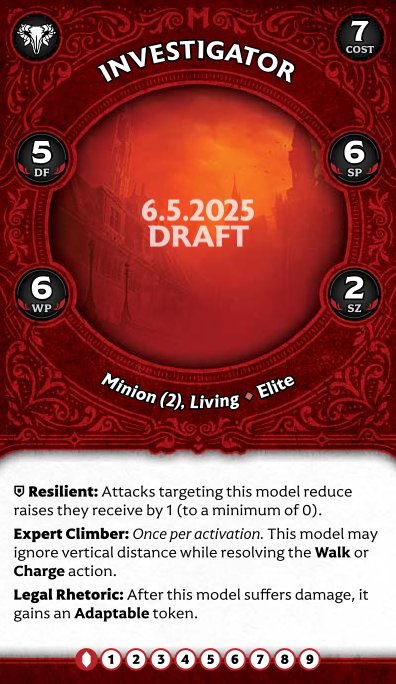 INVESTIGATOR
7
COST
5
DF
6
SP
6.5.2025
DRAFT
6
WP
2
SZ
Minion (2), Living ♦ Elite
Resilient: Attacks targeting this model reduce
raises they receive by 1 (to a minimum of 0).
Expert Climber: Once per activation. This model may
ignore vertical distance while resolving the Walk or
Charge action.
Legal Rhetoric: After this model suffers damage, it
gains an Adaptable token.
1 2 3 4 5 6 7 8 9